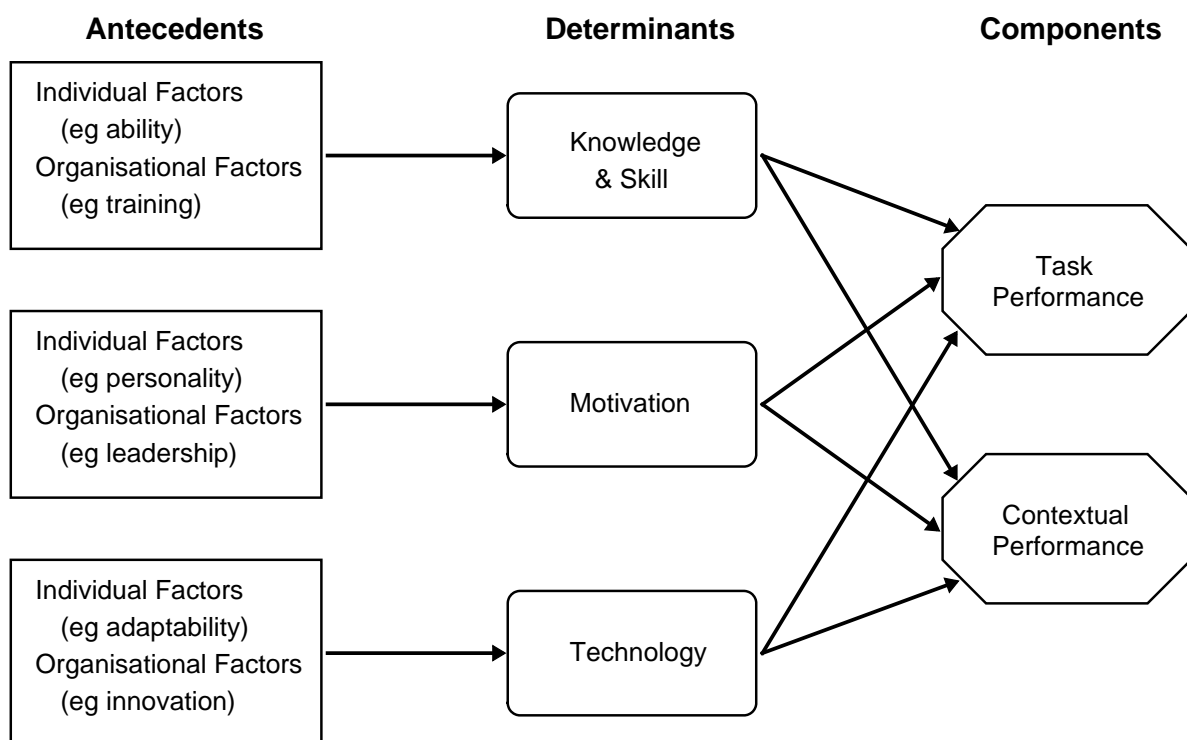 Antecedents
Determinants
Components
Individual Factors
(eg ability)
Organisational Factors
(eg training)
Knowledge
& Skill
Task
Performance
Individual Factors
(eg personality)
Organisational Factors
(eg leadership)
Motivation
Contextual
Performance
Individual Factors
(eg adaptability)
Organisational Factors
(eg innovation)
Technology